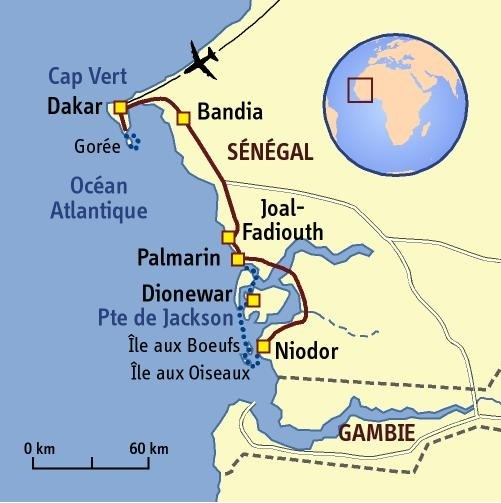 Cap Vert
Dakar
Bandia
Gorée
SÉNÉGAL
Océan
Atlantique
Joal-
Fadiouth
Palmarin
Dionewar
Pte de Jackson
Île aux Boeufs
Niodor
Île aux Oiseaux
GAMBIE
0 km
60 km